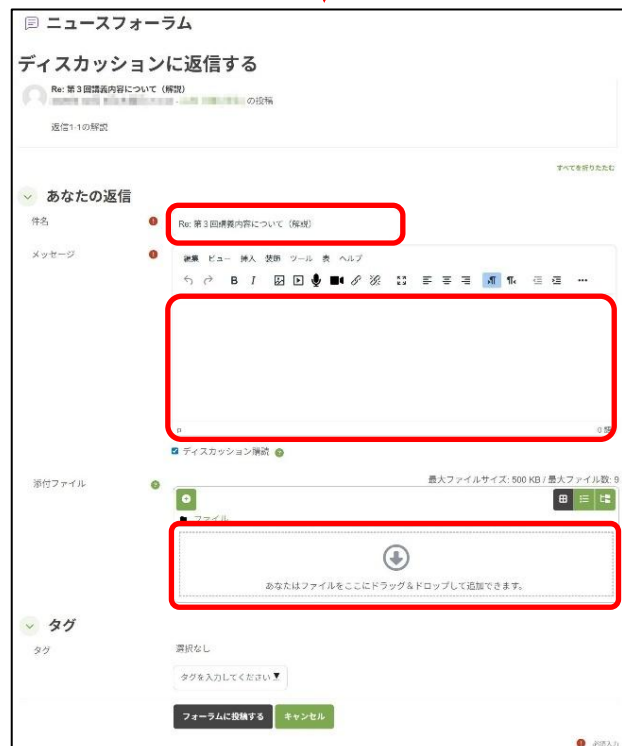 ニュースフォーラム
ディスカッションに返信する
Re: 第3回講義内容について（解説）
の投稿
返信1-1の解説
すべてを折りたたむ
あなたの返信
件名
Re: 第3回講義内容について（解説）
メッセージ
編集 ビュー 挿入 装飾 ツール 表 ヘルプ
B I
p
0 語
ディスカッション購読
添付ファイル
最大ファイルサイズ: 500 KB / 最大ファイル数: 9
ファイル
あなたはファイルをここにドラッグ＆ドロップして追加できます。
タグ
タグ
選択なし
タグを入力してください ▼
フォーラムに投稿する キャンセル
必須入力